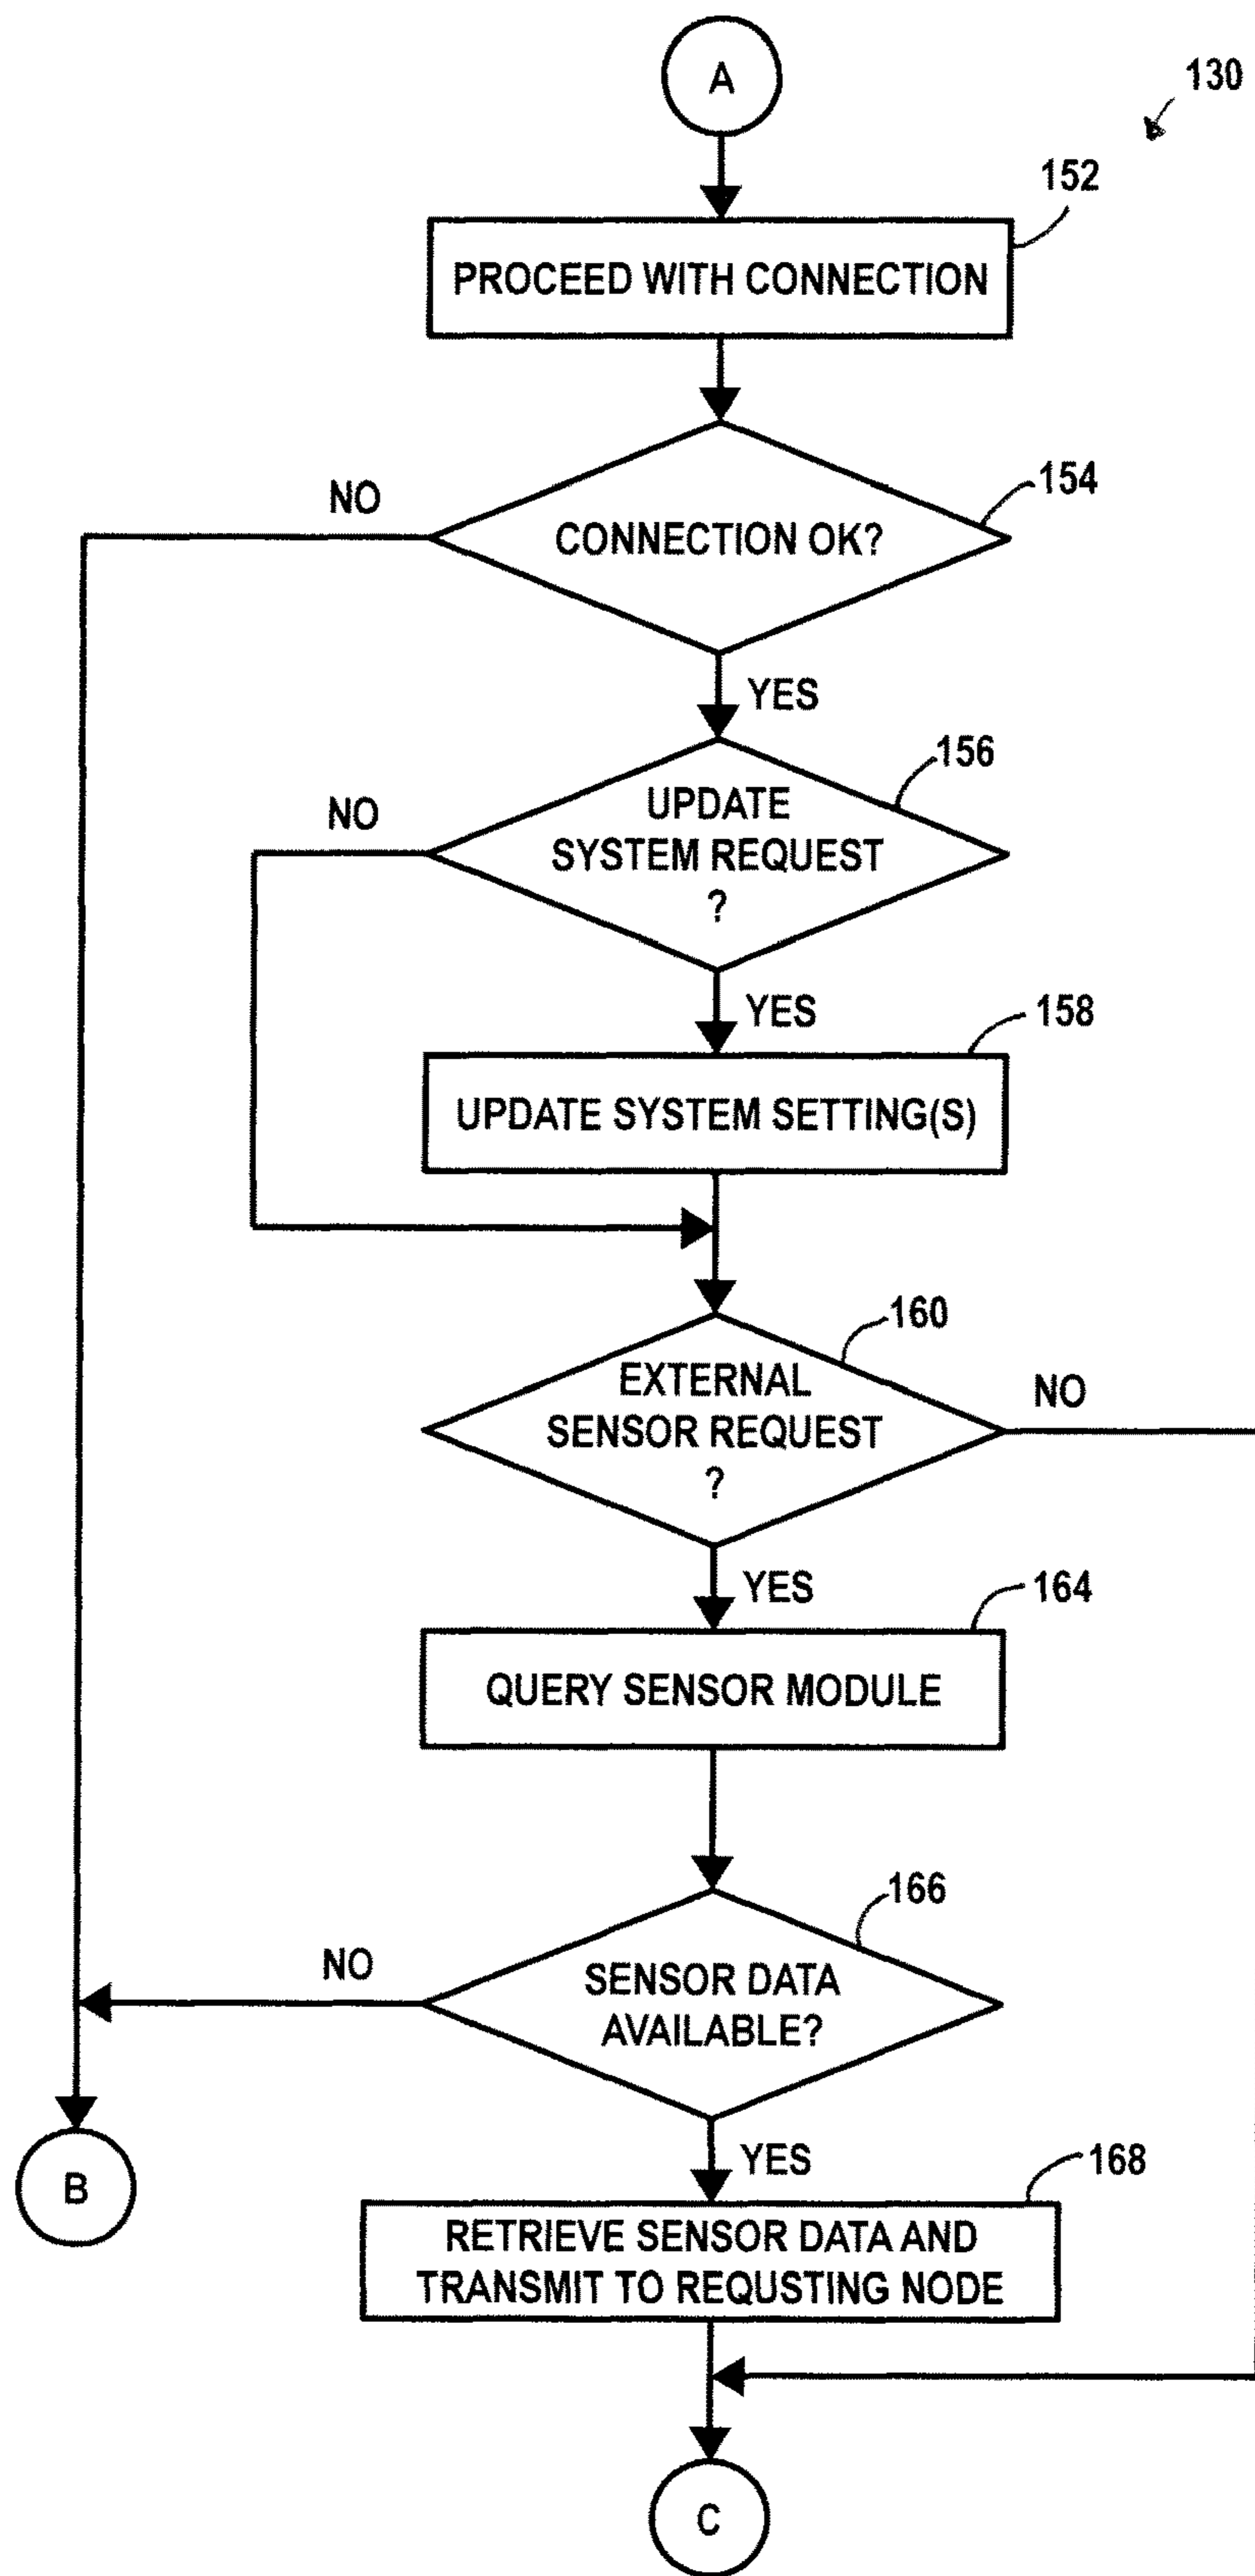 A
130
152
PROCEED WITH CONNECTION
154
NO
CONNECTION OK?
YES
156
NO
UPDATE
SYSTEM REQUEST
?
YES
158
UPDATE SYSTEM SETTING(S)
160
EXTERNAL
SENSOR REQUEST
?
NO
YES
164
QUERY SENSOR MODULE
166
NO
SENSOR DATA
AVAILABLE?
YES
B
168
RETRIEVE SENSOR DATA AND
TRANSMIT TO REQUSTING NODE
C